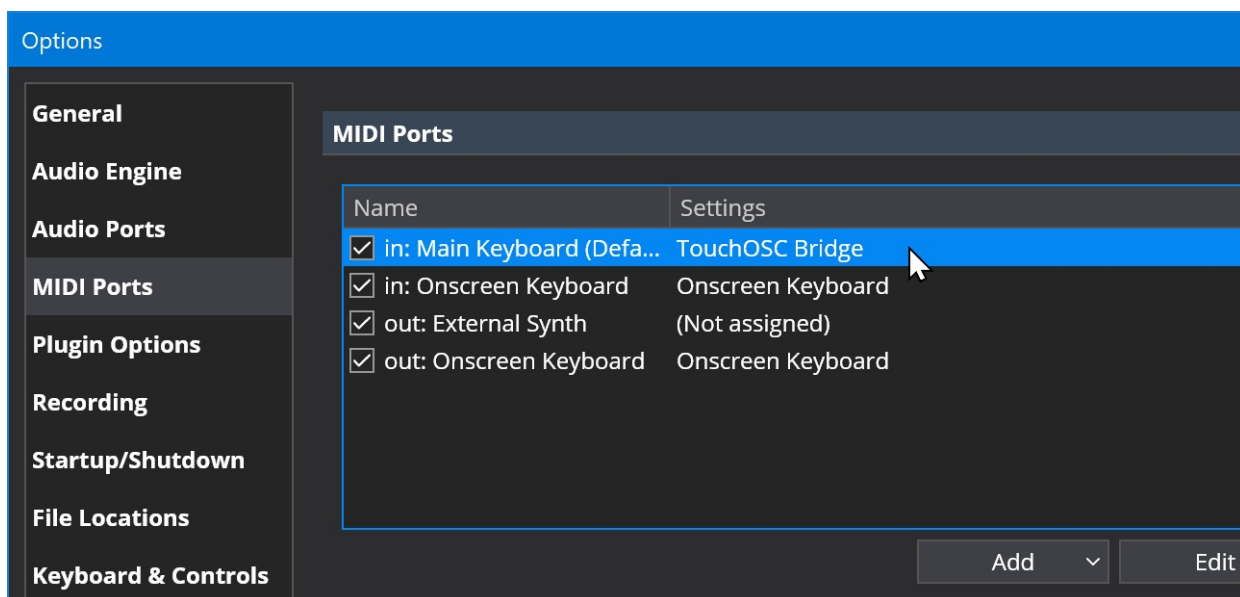 Options
General
Audio Engine
Audio Ports
MIDI Ports
Plugin Options
Recording
Startup/Shutdown
File Locations
Keyboard & Controls
MIDI Ports
Name Settings
in: Main Keyboard (Defa... TouchOSC Bridge
in: Onscreen Keyboard Onscreen Keyboard
out: External Synth (Not assigned)
out: Onscreen Keyboard Onscreen Keyboard
Add Edit